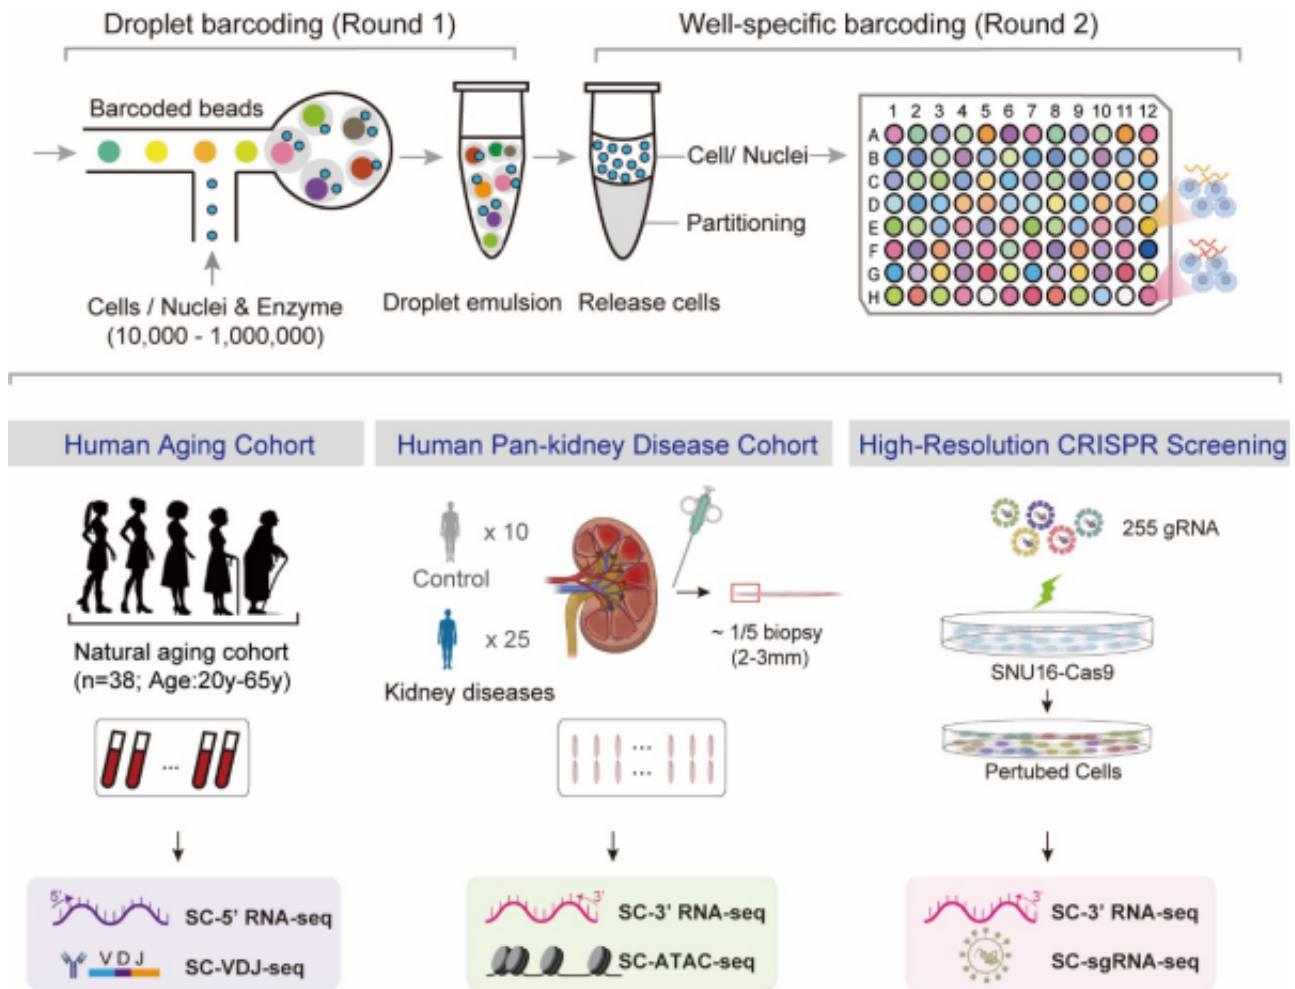 Droplet barcoding (Round 1)
Well-specific barcoding (Round 2)
Barcoded beads
Cells / Nuclei & Enzyme
(10,000 - 1,000,000)
Droplet emulsion
Release cells
Cell/ Nuclei
Partitioning
1 2 3 4 5 6 7 8 9 10 11 12
A
B
C
D
E
F
G
H
Human Aging Cohort
Natural aging cohort
(n=38; Age:20y-65y)
...
5'
SC-5' RNA-seq
V D J
SC-VDJ-seq
Human Pan-kidney Disease Cohort
x 10
Control
x 25
Kidney diseases
~ 1/5 biopsy
(2-3mm)
...
...
3'
SC-3' RNA-seq
SC-ATAC-seq
High-Resolution CRISPR Screening
255 gRNA
SNU16-Cas9
Pertubed Cells
3'
SC-3' RNA-seq
SC-sgRNA-seq